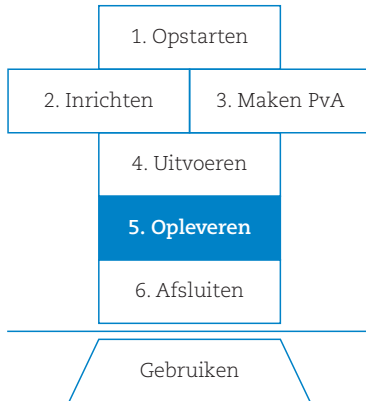 1. Opstarten
2. Inrichten
3. Maken PvA
4. Uitvoeren
5. Opleveren
6. Afsluiten
Gebruiken